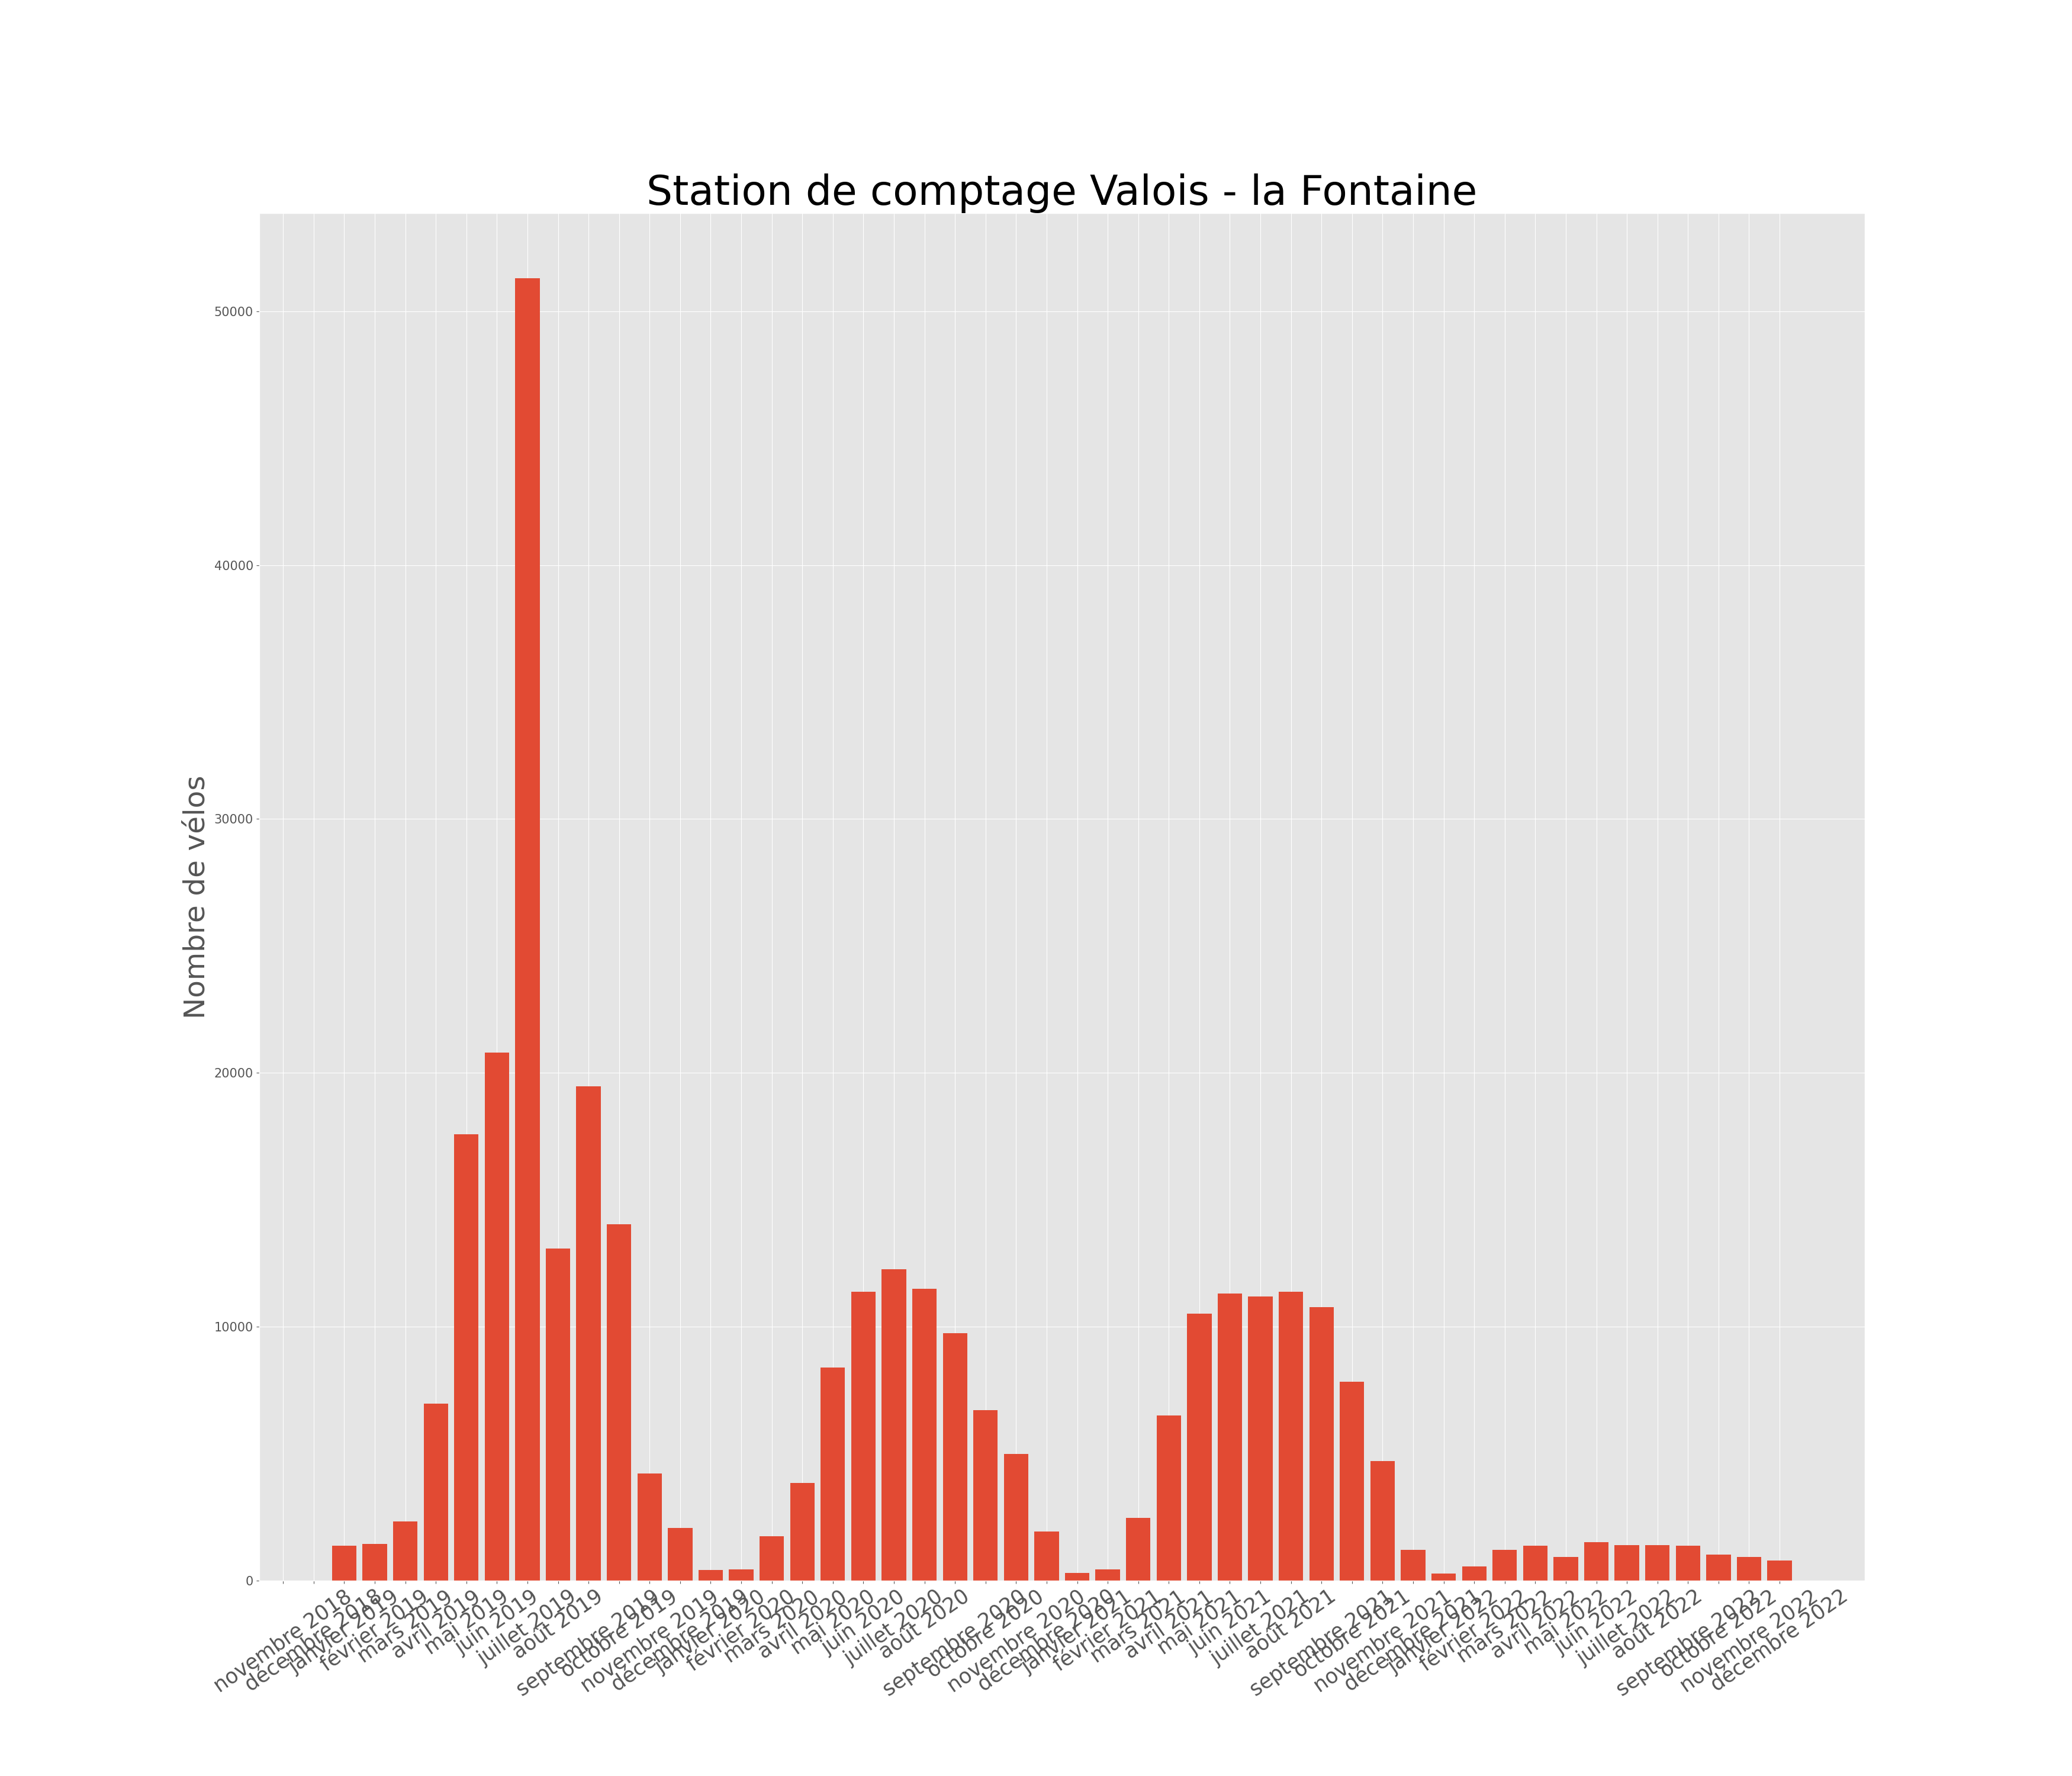 Station de comptage Valois - la Fontaine
Nombre de vélos
50000
40000
30000
20000
10000
0
novembre 2018
décembre 2018
janvier 2019
février 2019
mars 2019
avril 2019
mai 2019
juin 2019
juillet 2019
août 2019
septembre 2019
octobre 2019
novembre 2019
décembre 2019
janvier 2020
février 2020
mars 2020
avril 2020
mai 2020
juin 2020
juillet 2020
août 2020
septembre 2020
octobre 2020
novembre 2020
décembre 2020
janvier 2021
février 2021
mars 2021
avril 2021
mai 2021
juin 2021
juillet 2021
août 2021
septembre 2021
octobre 2021
novembre 2021
décembre 2021
janvier 2022
février 2022
mars 2022
avril 2022
mai 2022
juin 2022
juillet 2022
août 2022
septembre 2022
octobre 2022
novembre 2022
décembre 2022